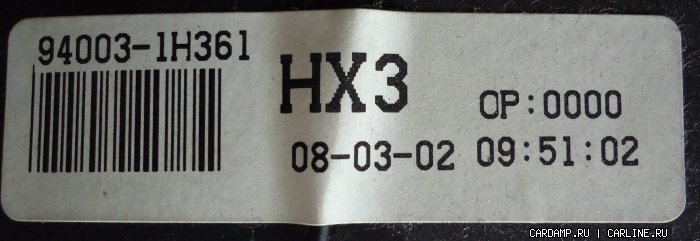 94003-1H361
HX3
OP:0000
08-03-02 09:51:02
CARDAMP.RU | CARLINE.RU